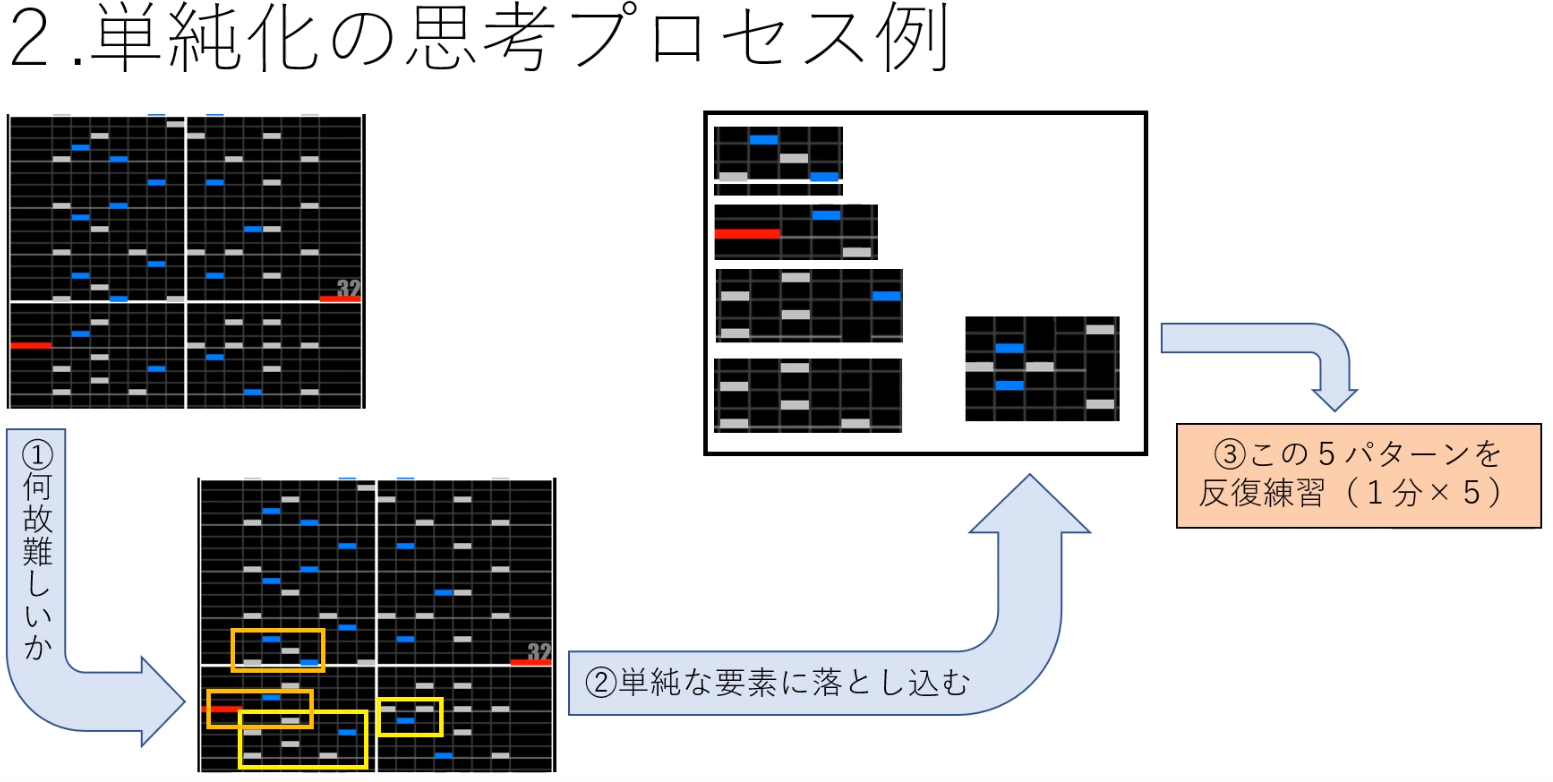 ２.単純化の思考プロセス例
32
①何故難しいか
32
②単純な要素に落とし込む
③この５パターンを
反復練習（１分×５）